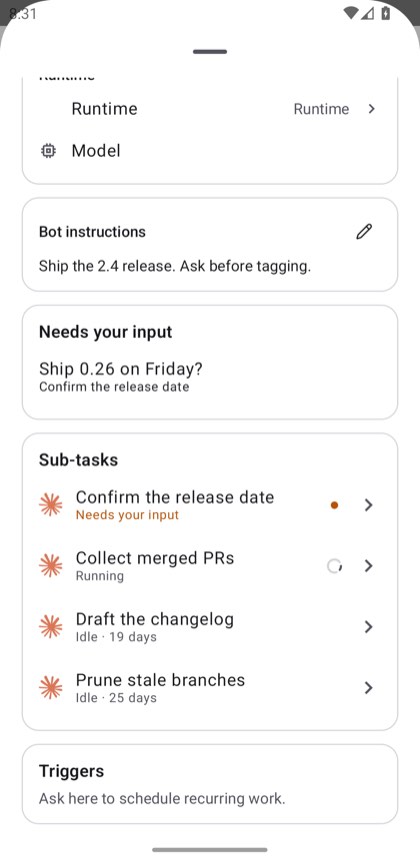 8:31
Runtime
Runtime Runtime
Model
Bot instructions
Ship the 2.4 release. Ask before tagging.
Needs your input
Ship 0.26 on Friday?
Confirm the release date
Sub-tasks
Confirm the release date
Needs your input
Collect merged PRs
Running
Draft the changelog
Idle · 19 days
Prune stale branches
Idle · 25 days
Triggers
Ask here to schedule recurring work.